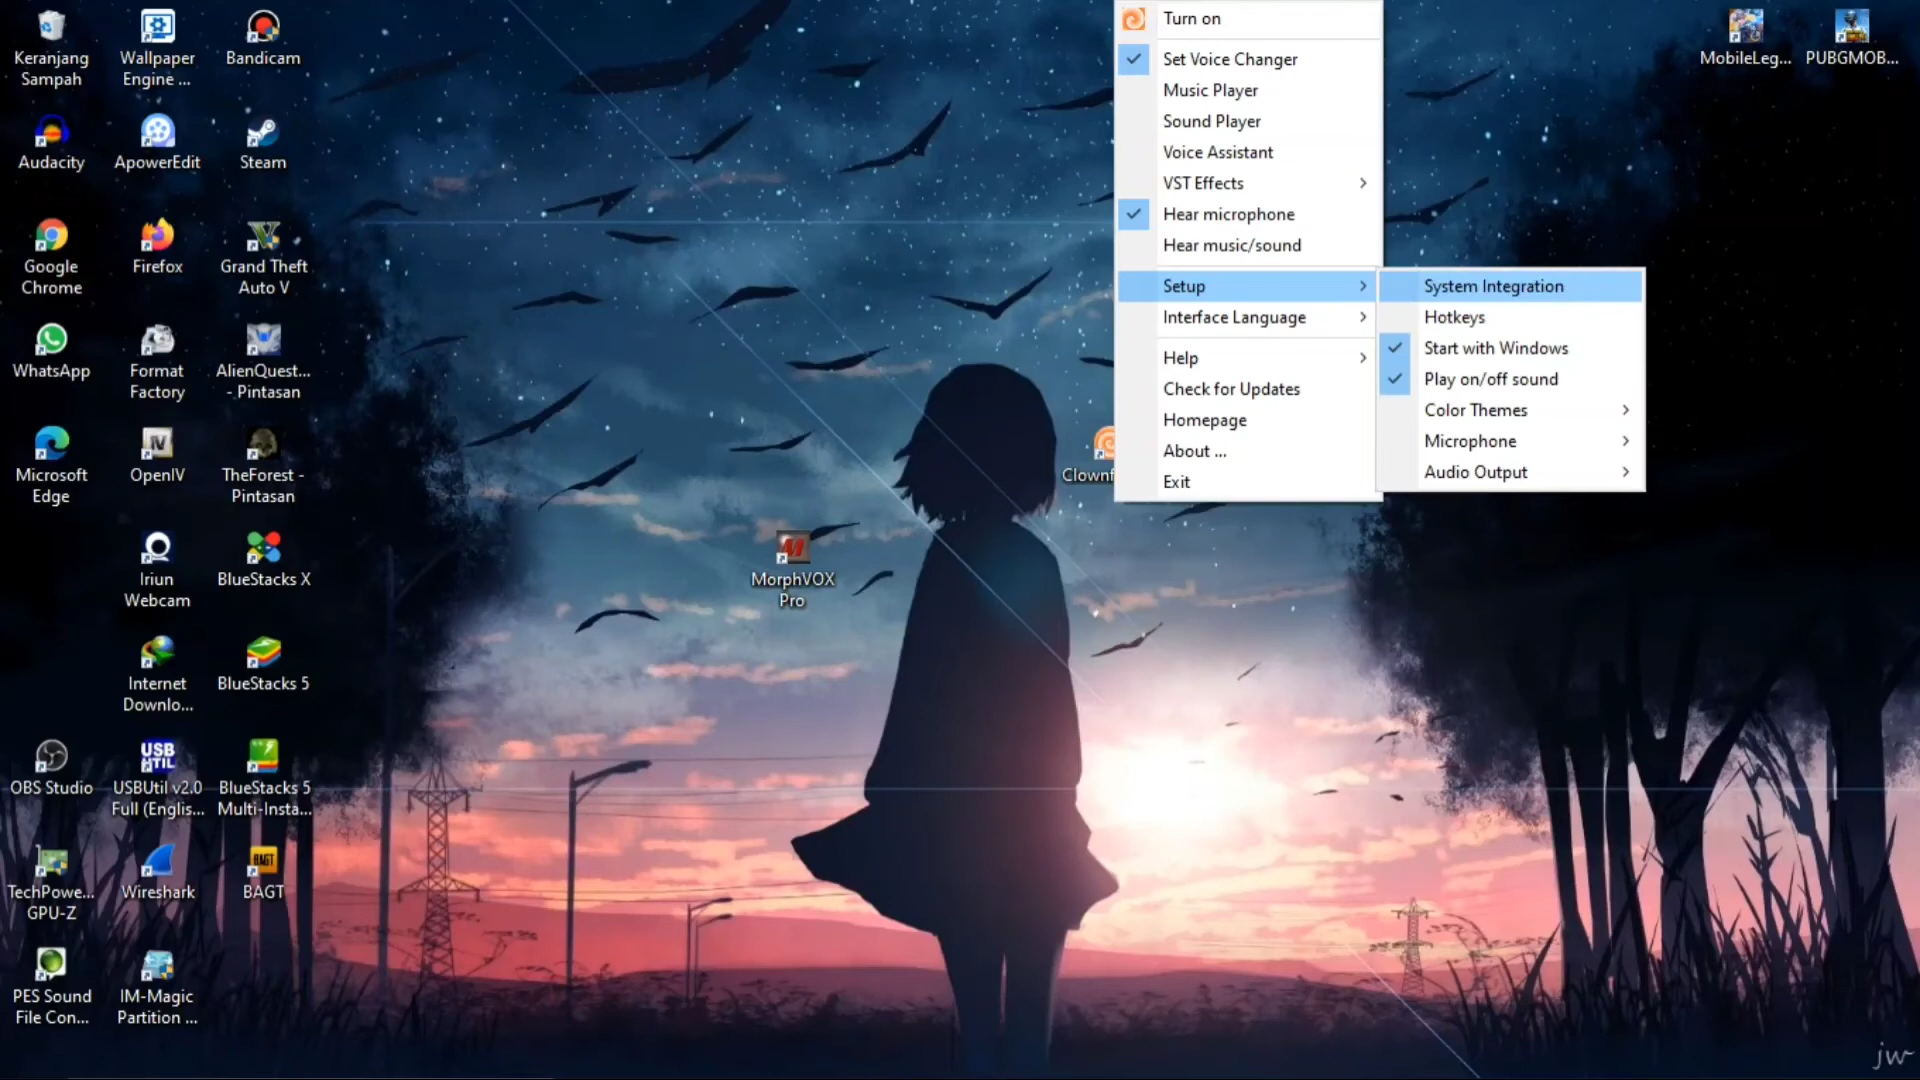 Keranjang
Sampah
Wallpaper
Engine ...
Bandicam
Audacity
ApowerEdit
Steam
Google
Chrome
Firefox
Grand Theft
Auto V
WhatsApp
Format
Factory
AlienQuest...
- Pintasan
Microsoft
Edge
OpenIV
TheForest -
Pintasan
Iriun
Webcam
BlueStacks X
Internet
Downlo...
BlueStacks 5
OBS Studio
USBUtil v2.0
Full (Englis...
BlueStacks 5
Multi-Insta...
TechPowe...
GPU-Z
Wireshark
BAGT
PES Sound
File Con...
IM-Magic
Partition ...
MorphVOX
Pro
Clownf
Turn on
Set Voice Changer
Music Player
Sound Player
Voice Assistant
VST Effects
Hear microphone
Hear music/sound
Setup
Interface Language
Help
Check for Updates
Homepage
About ...
Exit
System Integration
Hotkeys
Start with Windows
Play on/off sound
Color Themes
Microphone
Audio Output
MobileLeg...
PUBGMOB...
jw